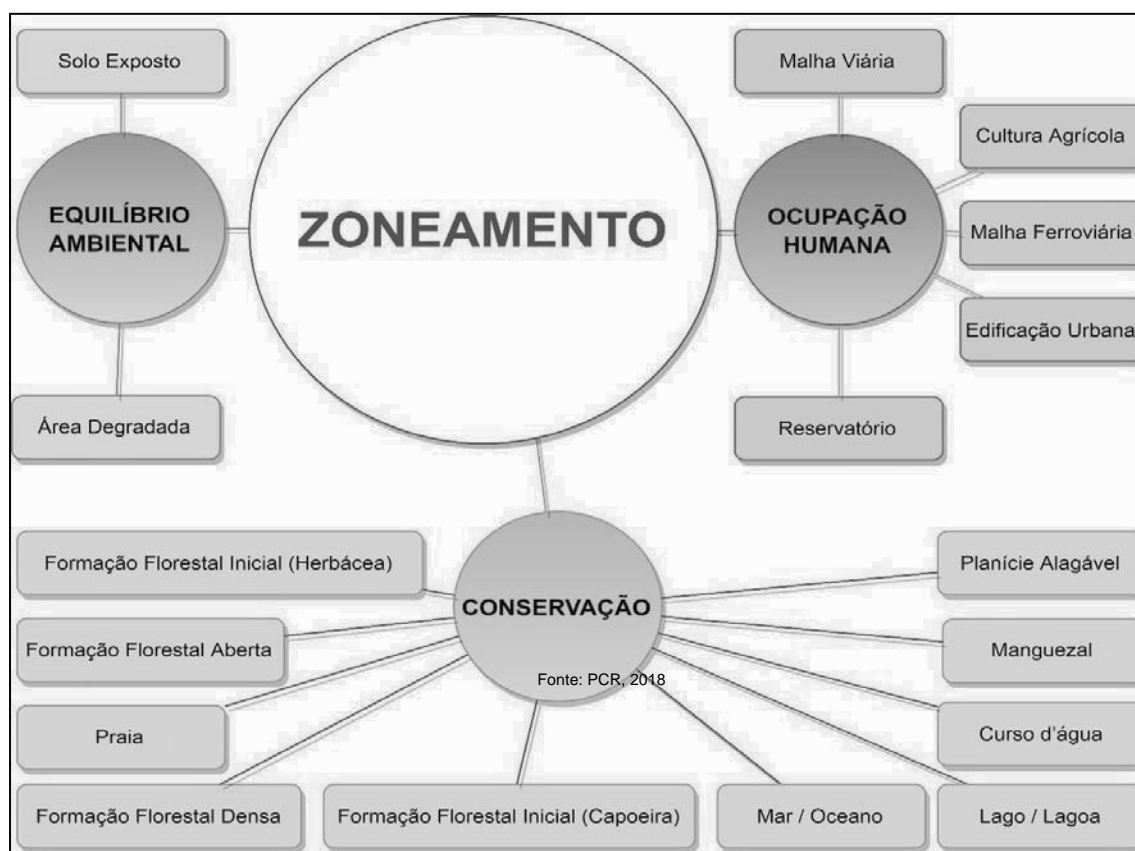 Solo Exposto
EQUILÍBRIO
AMBIENTAL
Área Degradada
ZONEAMENTO
Malha Viária
Cultura Agrícola
OCUPAÇÃO
HUMANA
Malha Ferroviária
Edificação Urbana
Reservatório
Formação Florestal Inicial (Herbácea)
Formação Florestal Aberta
Praia
Formação Florestal Densa
CONSERVAÇÃO
Fonte: PCR, 2018
Formação Florestal Inicial (Capoeira)
Mar / Oceano
Planície Alagável
Manguezal
Curso d'água
Lago / Lagoa